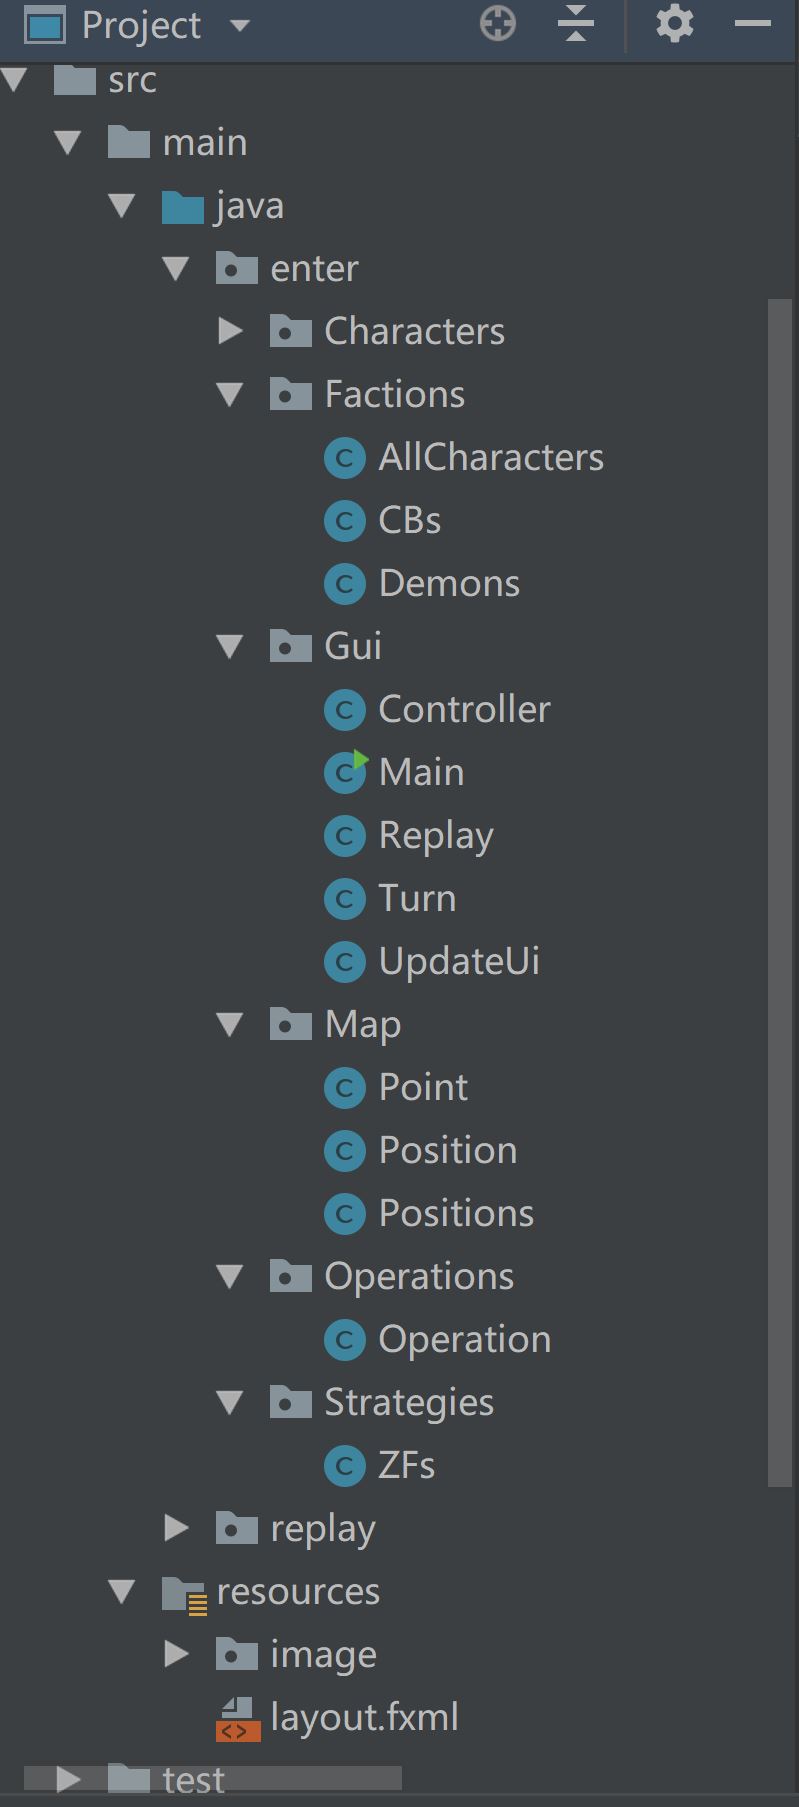 Project
src
main
java
enter
Characters
Factions
AllCharacters
CBs
Demons
Gui
Controller
Main
Replay
Turn
UpdateUi
Map
Point
Position
Positions
Operations
Operation
Strategies
ZFs
replay
resources
image
layout.fxml
test